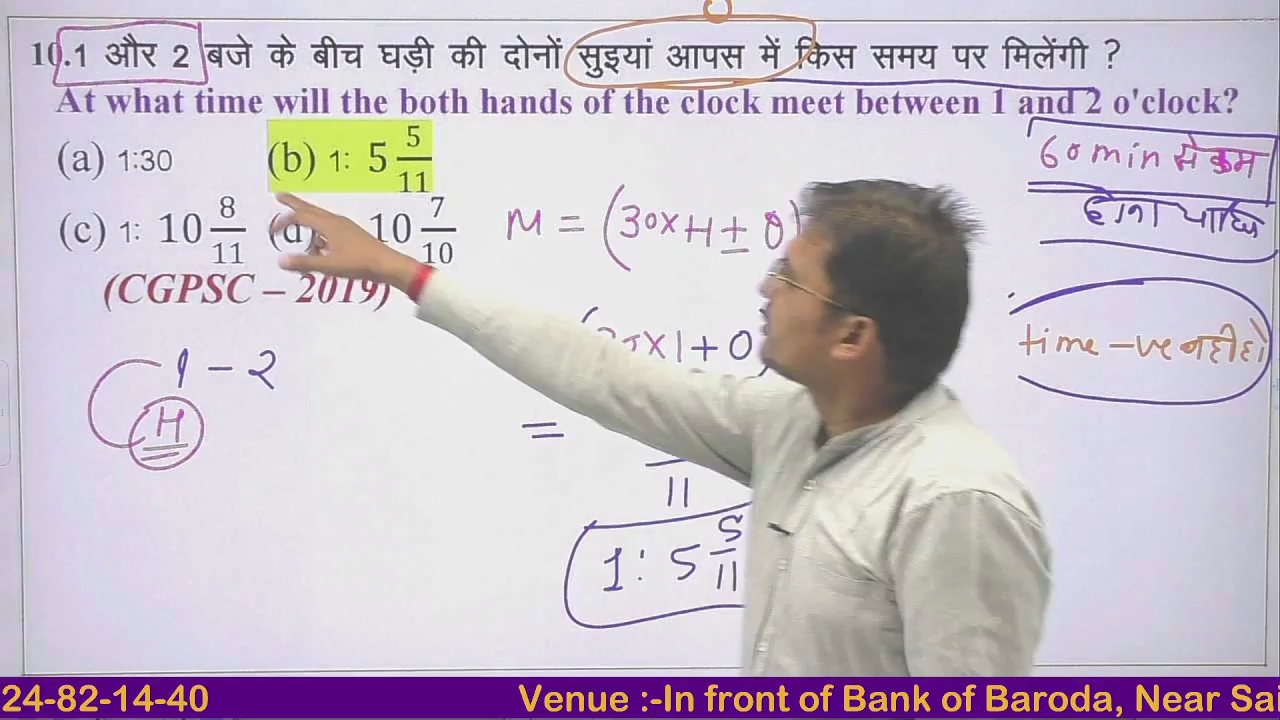 10.1 और 2 बजे के बीच घड़ी की दोनों सुइयां आपस में किस समय पर मिलेंगी ?
At what time will the both hands of the clock meet between 1 and 2 o'clock?
(a) 1:30 (b) 1: 5 5/11
(c) 1: 10 8/11 (d) 10 7/10
(CGPSC – 2019)
60 min से कम
होना चाहिए
M = (30×H ± θ)
×1+0
time -ve नही हो
1 - 2
H
=
11
1: 5 5/11
24-82-14-40 Venue :-In front of Bank of Baroda, Near Sai